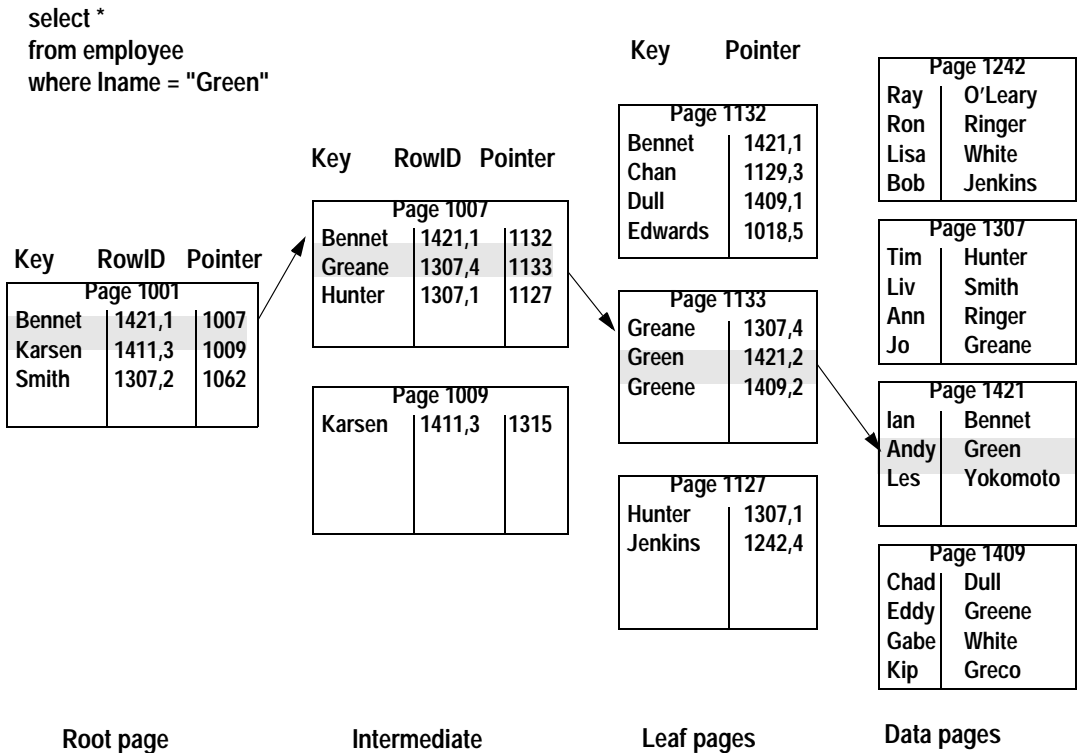 select *
from employee
where lname = "Green"
Key RowID Pointer
Page 1001
Bennet 1421,1 1007
Karsen 1411,3 1009
Smith 1307,2 1062
Root page
Key RowID Pointer
Page 1007
Bennet 1421,1 1132
Greane 1307,4 1133
Hunter 1307,1 1127
Page 1009
Karsen 1411,3 1315
Intermediate
Key Pointer
Page 1132
Bennet 1421,1
Chan 1129,3
Dull 1409,1
Edwards 1018,5
Page 1133
Greane 1307,4
Green 1421,2
Greene 1409,2
Page 1127
Hunter 1307,1
Jenkins 1242,4
Leaf pages
Page 1242
Ray O’Leary
Ron Ringer
Lisa White
Bob Jenkins
Page 1307
Tim Hunter
Liv Smith
Ann Ringer
Jo Greane
Page 1421
Ian Bennet
Andy Green
Les Yokomoto
Page 1409
Chad Dull
Eddy Greene
Gabe White
Kip Greco
Data pages